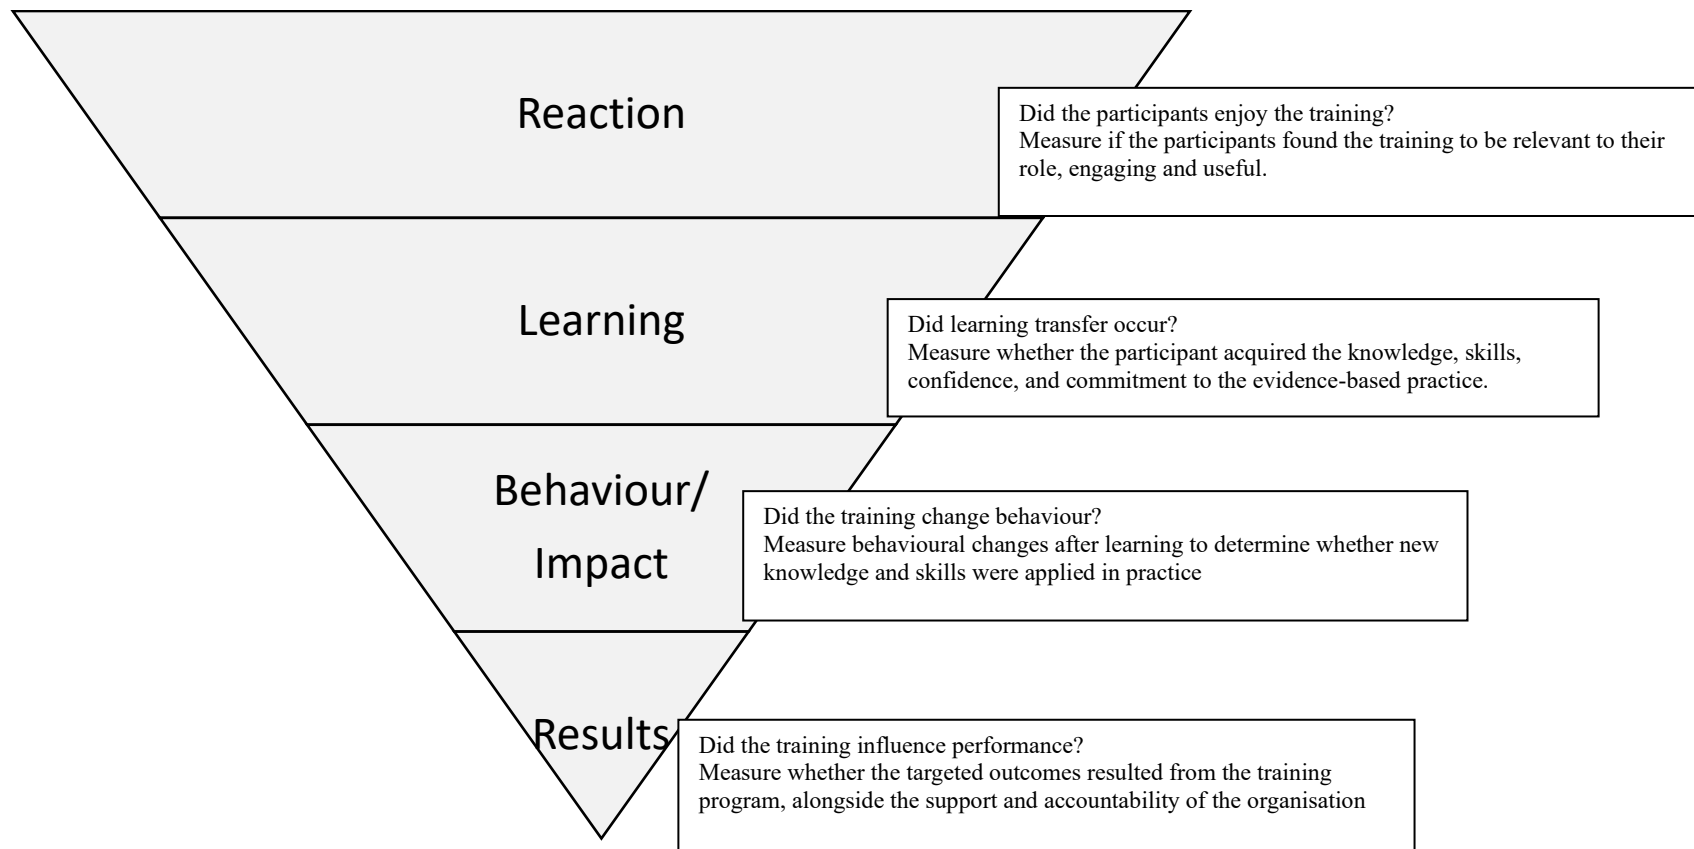 Reaction
Did the participants enjoy the training?
Measure if the participants found the training to be relevant to their
role, engaging and useful.
Learning
Did learning transfer occur?
Measure whether the participant acquired the knowledge, skills,
confidence, and commitment to the evidence-based practice.
Behaviour/
Impact
Did the training change behaviour?
Measure behavioural changes after learning to determine whether new
knowledge and skills were applied in practice
Results
Did the training influence performance?
Measure whether the targeted outcomes resulted from the training
program, alongside the support and accountability of the organisation